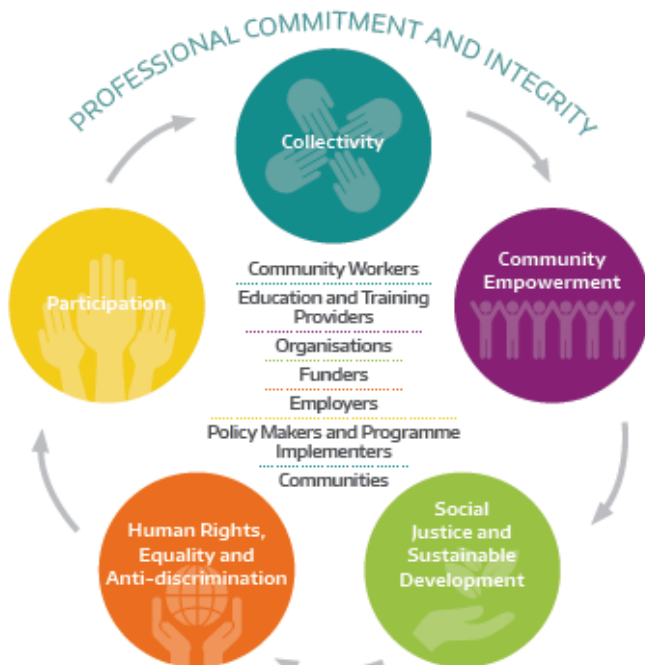 PROFESSIONAL COMMITMENT AND INTEGRITY
Collectivity
Community
Empowerment
Participation
Community Workers
Education and Training
Providers
Organisations
Funders
Employers
Policy Makers and Programme
Implementers
Communities
Human Rights,
Equality and
Anti-discrimination
Social
Justice and
Sustainable
Development